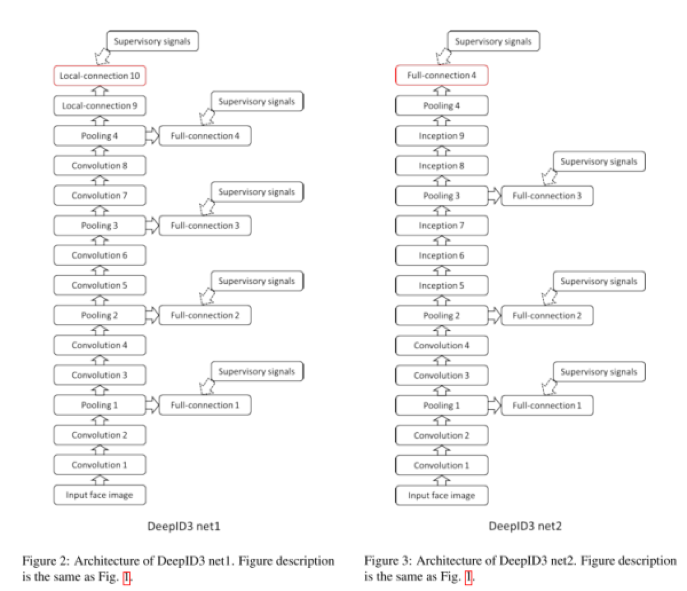 Supervisory signals
Local-connection 10
Local-connection 9
Supervisory signals
Pooling 4
Full-connection 4
Convolution 8
Convolution 7
Supervisory signals
Pooling 3
Full-connection 3
Convolution 6
Convolution 5
Supervisory signals
Pooling 2
Full-connection 2
Convolution 4
Convolution 3
Supervisory signals
Pooling 1
Full-connection 1
Convolution 2
Convolution 1
Input face image
DeepID3 net1
Figure 2: Architecture of DeepID3 net1. Figure description
is the same as Fig. 1.
Supervisory signals
Full-connection 4
Pooling 4
Inception 9
Inception 8
Supervisory signals
Pooling 3
Full-connection 3
Inception 7
Inception 6
Inception 5
Supervisory signals
Pooling 2
Full-connection 2
Convolution 4
Convolution 3
Supervisory signals
Pooling 1
Full-connection 1
Convolution 2
Convolution 1
Input face image
DeepID3 net2
Figure 3: Architecture of DeepID3 net2. Figure description
is the same as Fig. 1.